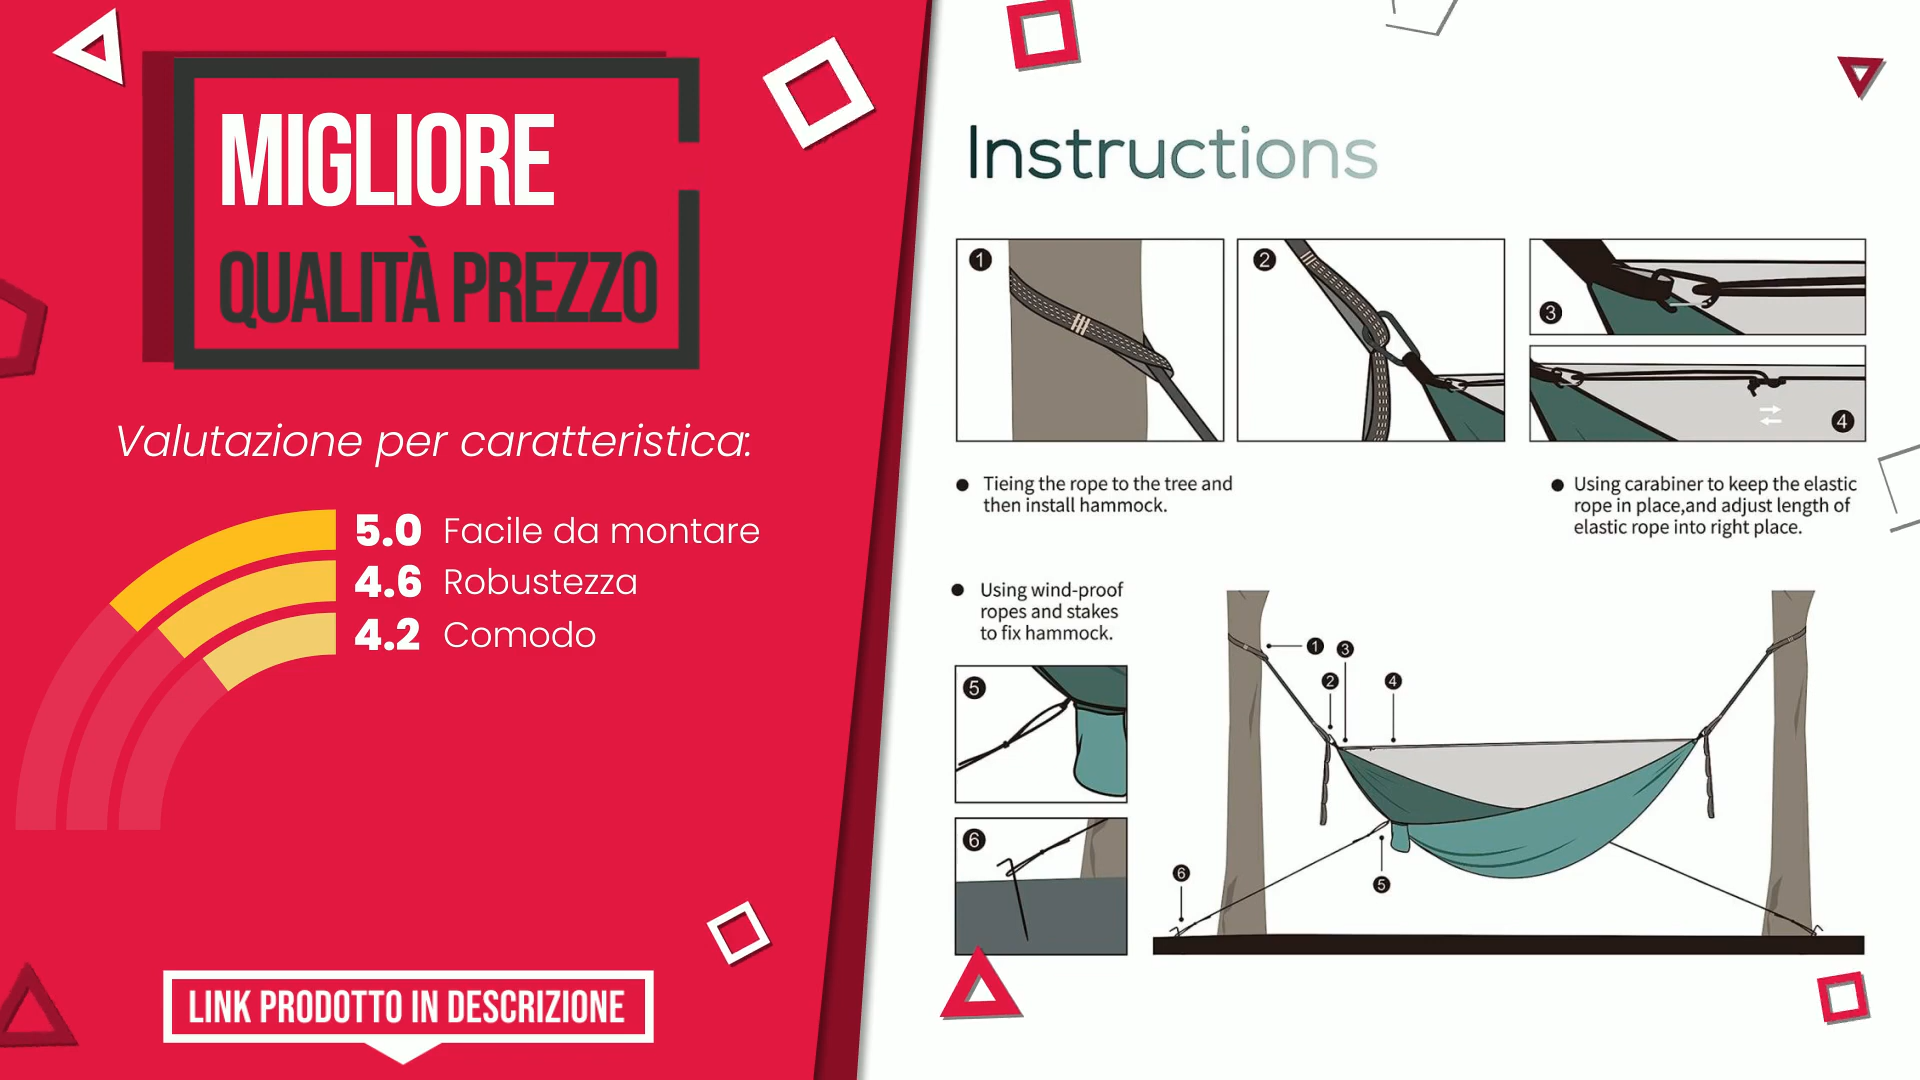 MIGLIORE
QUALITÀ PREZZO
Valutazione per caratteristica:
5.0 Facile da montare
4.6 Robustezza
4.2 Comodo
LINK PRODOTTO IN DESCRIZIONE
Instructions
1
2
3
4
Tieing the rope to the tree and
then install hammock.
Using carabiner to keep the elastic
rope in place,and adjust length of
elastic rope into right place.
Using wind-proof
ropes and stakes
to fix hammock.
5
6
1
3
2
4
6
5